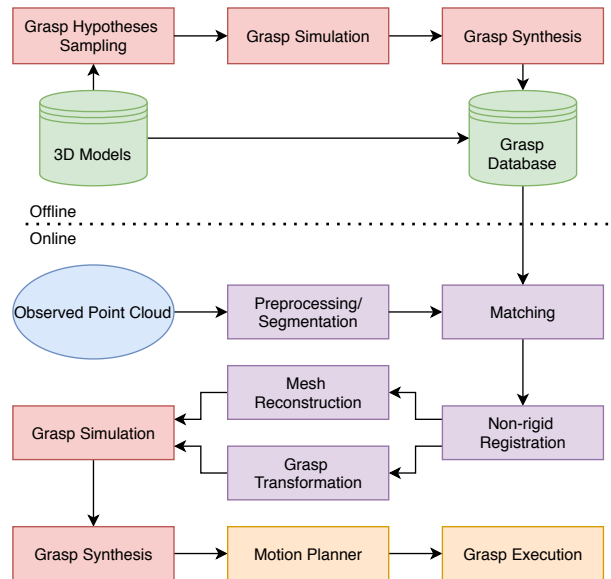 Grasp Hypotheses
Sampling
Grasp Simulation
Grasp Synthesis
3D Models
Grasp
Database
Offline
Online
Observed Point Cloud
Preprocessing/
Segmentation
Matching
Mesh
Reconstruction
Non-rigid
Registration
Grasp Simulation
Grasp
Transformation
Grasp Synthesis
Motion Planner
Grasp Execution